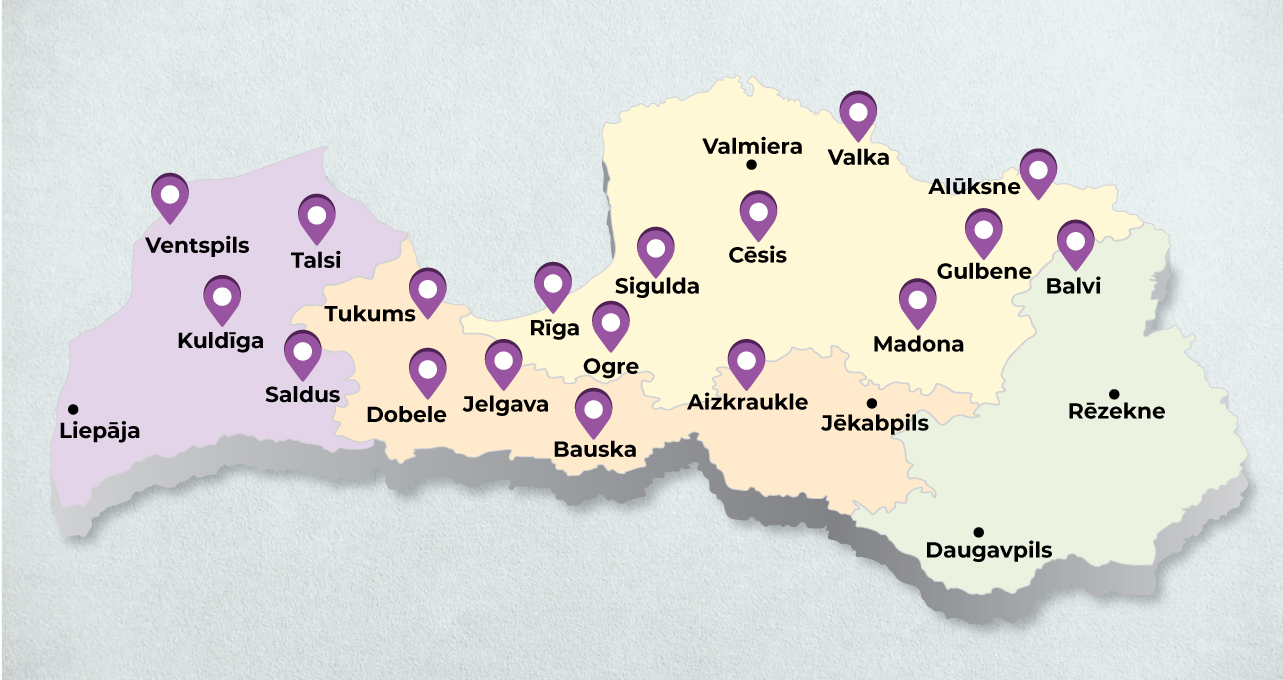 Valmiera
Valka
Alūksne
Ventspils
Talsi
Cēsis
Gulbene
Sigulda
Balvi
Tukums
Rīga
Kuldīga
Madona
Ogre
Saldus
Dobele
Jelgava
Aizkraukle
Rēzekne
Liepāja
Jēkabpils
Bauska
Daugavpils